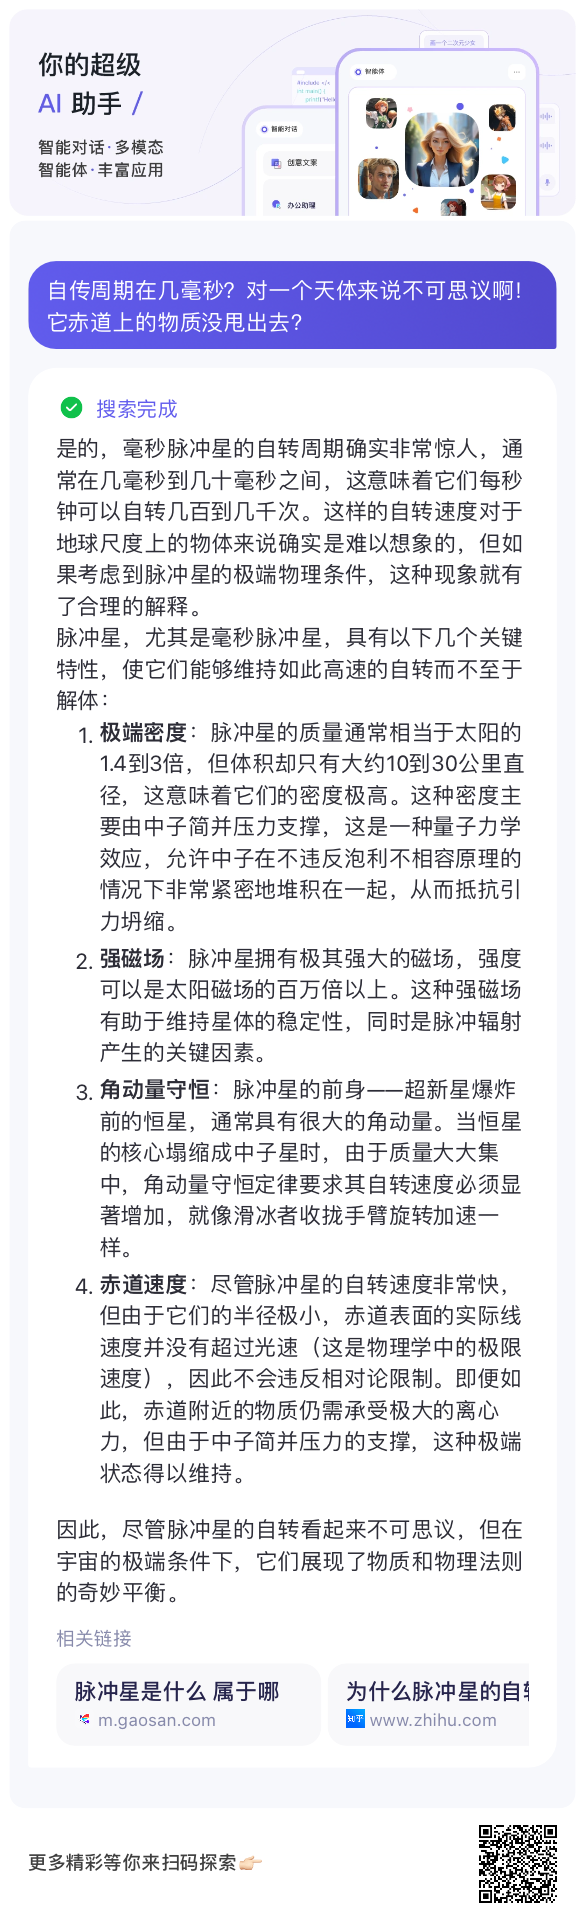 你的超级
AI 助手 /
智能对话·多模态
智能体·丰富应用
画一个二次元少女
#include </>
int main() {
printf("Hello
智能体
智能对话
创意文案
办公助理
自传周期在几毫秒？对一个天体来说不可思议啊！
它赤道上的物质没甩出去？
搜索完成
是的，毫秒脉冲星的自转周期确实非常惊人，通
常在几毫秒到几十毫秒之间，这意味着它们每秒
钟可以自转几百到几千次。这样的自转速度对于
地球尺度上的物体来说确实是难以想象的，但如
果考虑到脉冲星的极端物理条件，这种现象就有
了合理的解释。
脉冲星，尤其是毫秒脉冲星，具有以下几个关键
特性，使它们能够维持如此高速的自转而不至于
解体：
1. 极端密度：脉冲星的质量通常相当于太阳的
1.4到3倍，但体积却只有大约10到30公里直
径，这意味着它们的密度极高。这种密度主
要由中子简并压力支撑，这是一种量子力学
效应，允许中子在不违反泡利不相容原理的
情况下非常紧密地堆积在一起，从而抵抗引
力坍缩。
2. 强磁场：脉冲星拥有极其强大的磁场，强度
可以是太阳磁场的百万倍以上。这种强磁场
有助于维持星体的稳定性，同时是脉冲辐射
产生的关键因素。
3. 角动量守恒：脉冲星的前身——超新星爆炸
前的恒星，通常具有很大的角动量。当恒星
的核心塌缩成中子星时，由于质量大大集
中，角动量守恒定律要求其自转速度必须显
著增加，就像滑冰者收拢手臂旋转加速一
样。
4. 赤道速度：尽管脉冲星的自转速度非常快，
但由于它们的半径极小，赤道表面的实际线
速度并没有超过光速（这是物理学中的极限
速度），因此不会违反相对论限制。即便如
此，赤道附近的物质仍需承受极大的离心
力，但由于中子简并压力的支撑，这种极端
状态得以维持。
因此，尽管脉冲星的自转看起来不可思议，但在
宇宙的极端条件下，它们展现了物质和物理法则
的奇妙平衡。
相关链接
脉冲星是什么 属于哪
m.gaosan.com
为什么脉冲星的自转
知乎 www.zhihu.com
更多精彩等你来扫码探索👉🏻